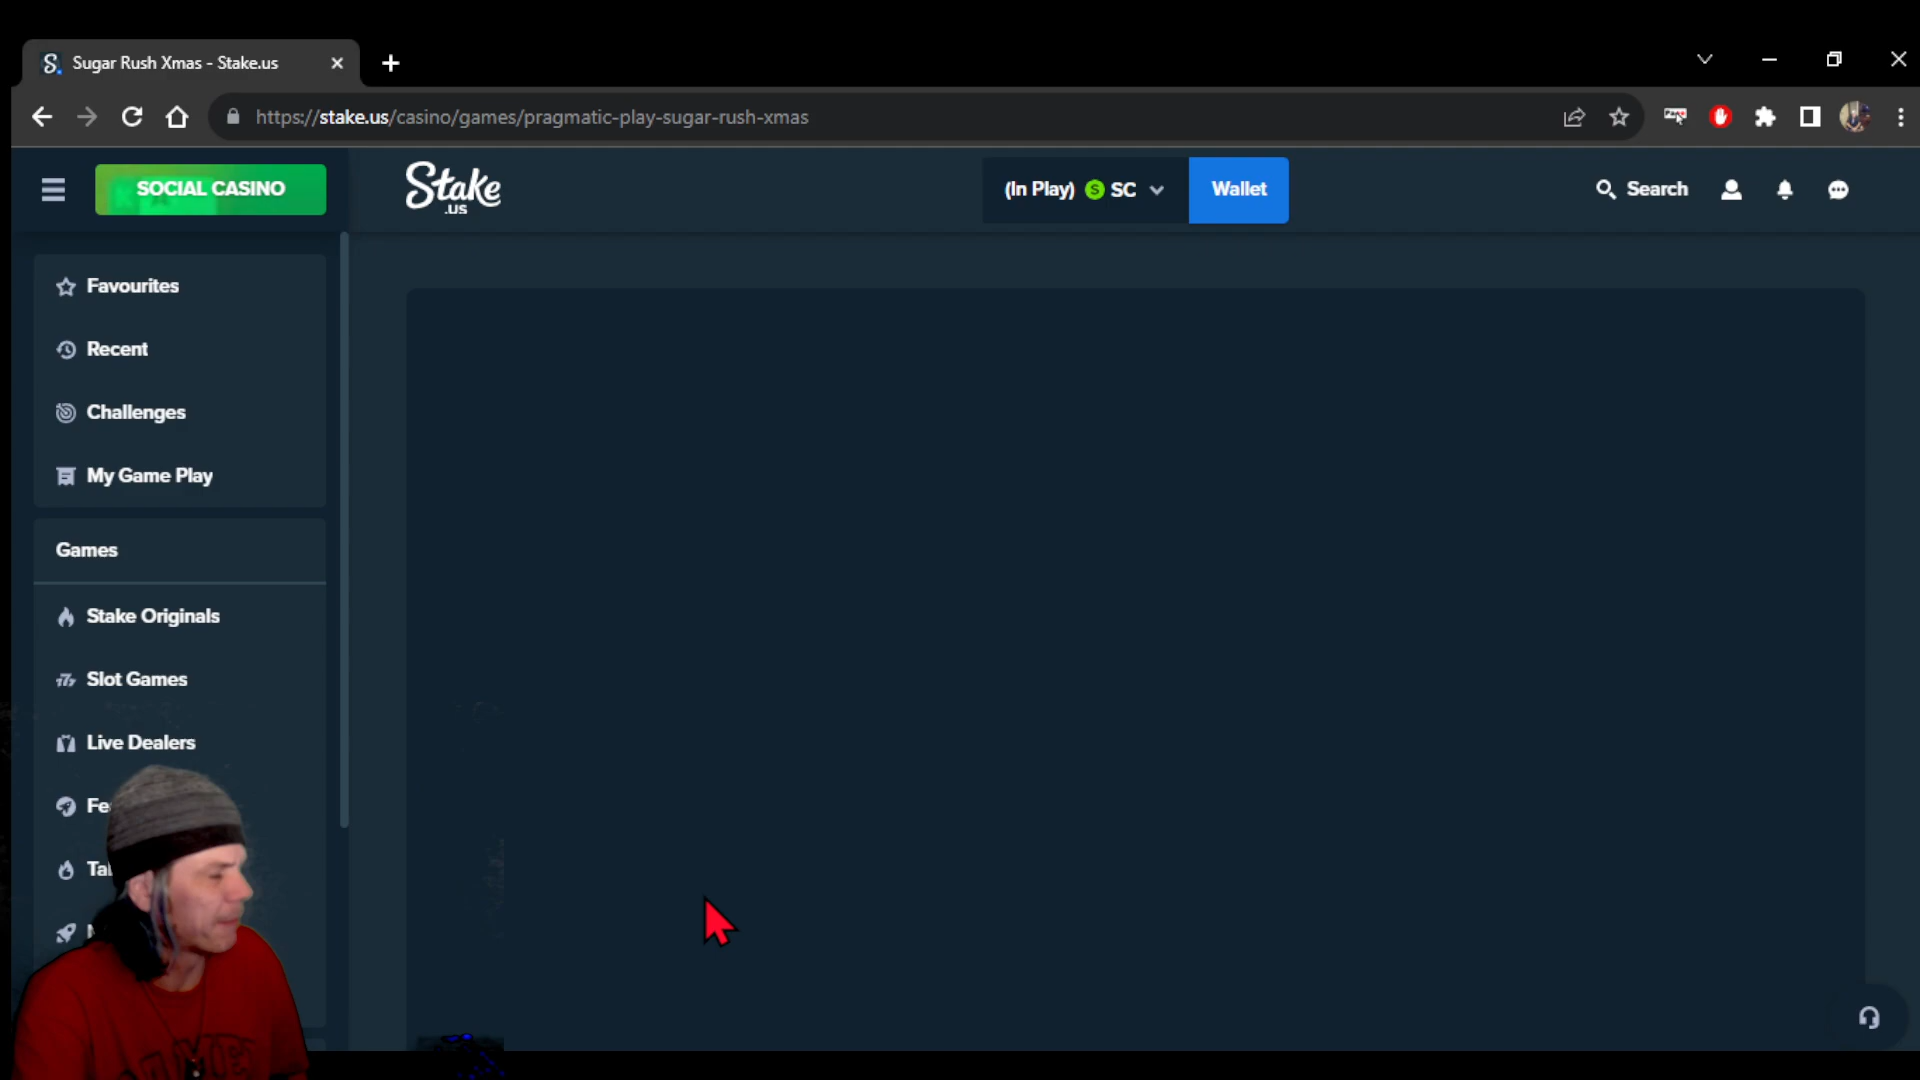 Sugar Rush Xmas - Stake.us
https://stake.us/casino/games/pragmatic-play-sugar-rush-xmas
SOCIAL CASINO
Stake
.US
(In Play) S SC
Wallet
Search
Favourites
Recent
Challenges
My Game Play
Games
Stake Originals
Slot Games
Live Dealers